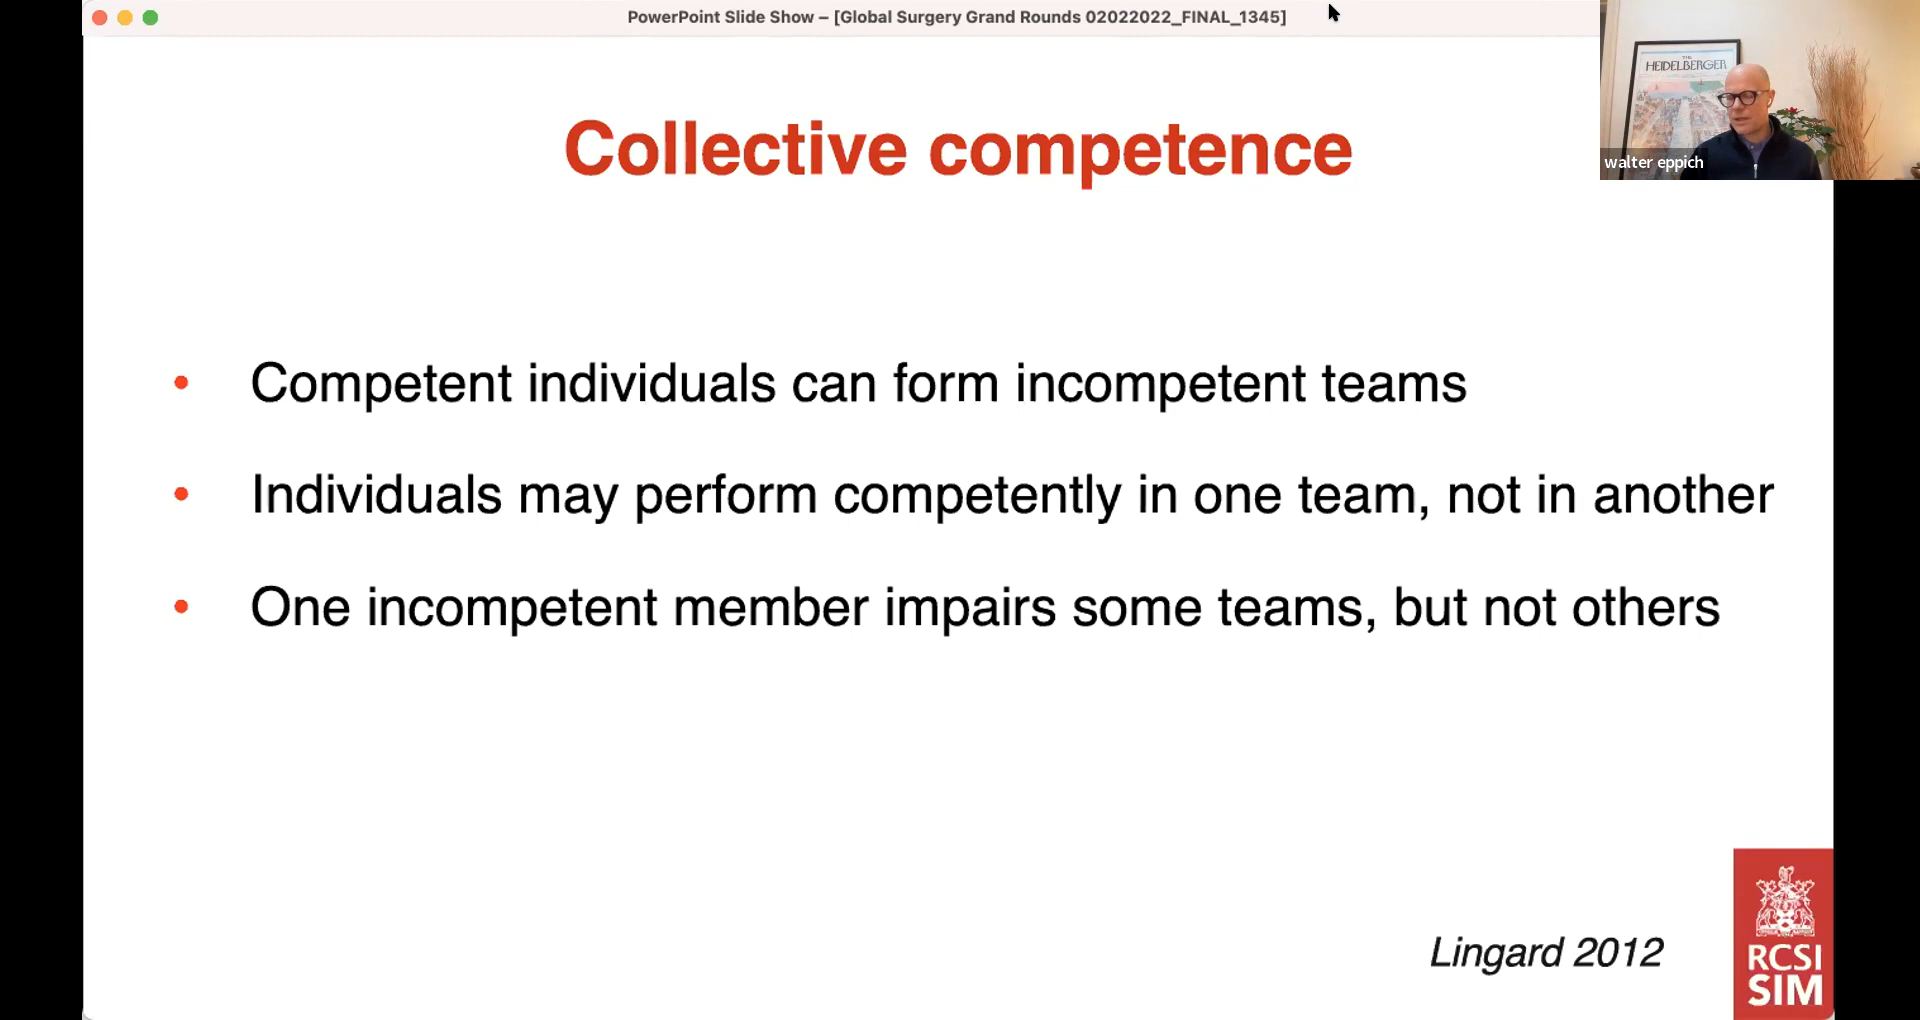 PowerPoint Slide Show – [Global Surgery Grand Rounds 02022022_FINAL_1345]
THE
HEIDELBERGER
walter eppich
Collective competence
• Competent individuals can form incompetent teams
• Individuals may perform competently in one team, not in another
• One incompetent member impairs some teams, but not others
Lingard 2012
RCSI
SIM